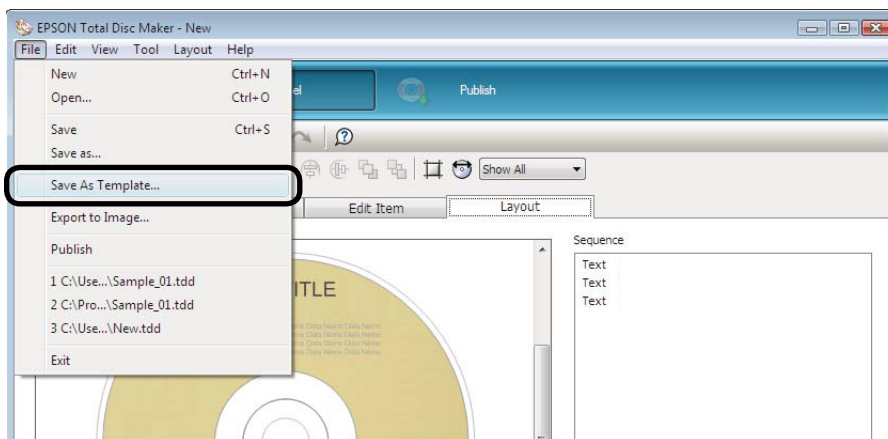 EPSON Total Disc Maker - New
File Edit View Tool Layout Help
New Ctrl+N
Open... Ctrl+O
Save Ctrl+S
Save as...
Save As Template...
Export to Image...
Publish
1 C:\Use...\Sample_01.tdd
2 C:\Pro...\Sample_01.tdd
3 C:\Use...\New.tdd
Exit
el Publish
Show All
Edit Item Layout
Sequence
Text
Text
Text
ITLE